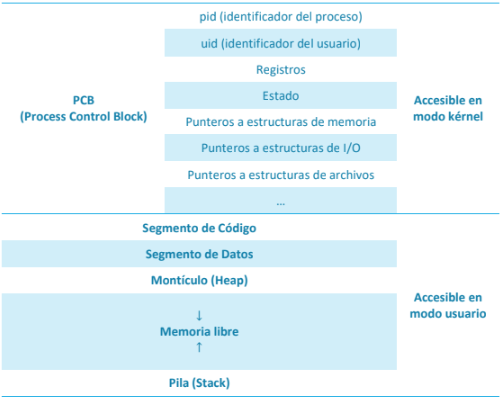 pid (identificador del proceso)
uid (identificador del usuario)
Registros
Estado
PCB
(Process Control Block)
Accesible en
modo kérnel
Punteros a estructuras de memoria
Punteros a estructuras de I/O
Punteros a estructuras de archivos
...
Segmento de Código
Segmento de Datos
Montículo (Heap)
↓
Memoria libre
↑
Accesible en
modo usuario
Pila (Stack)